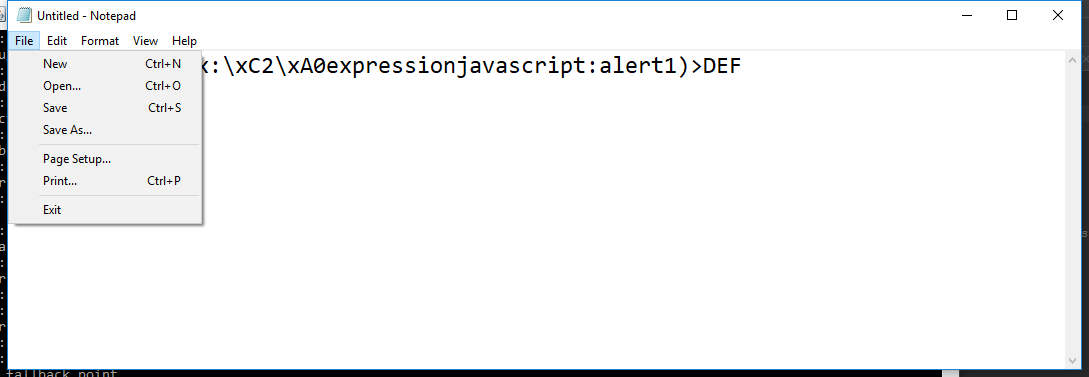 Untitled - Notepad
File Edit Format View Help
New Ctrl+N
Open... Ctrl+O
Save Ctrl+S
Save As...
Page Setup...
Print... Ctrl+P
Exit
x:\xC2\xA0expressionjavascript:alert1)>DEF
fallback point